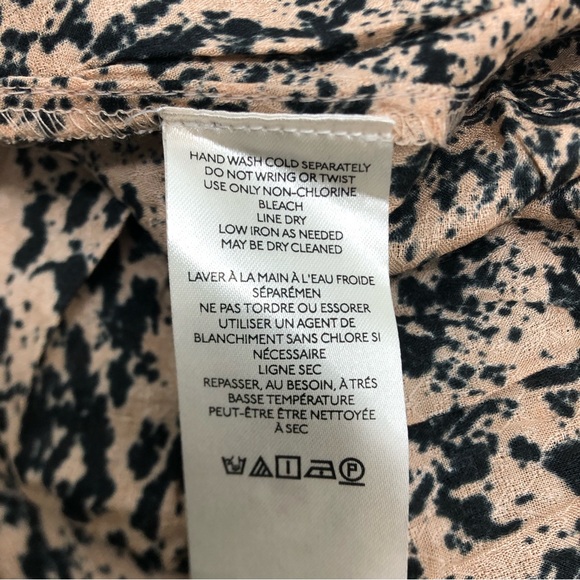 HAND WASH COLD SEPARATELY
DO NOT WRING OR TWIST
USE ONLY NON-CHLORINE
BLEACH
LINE DRY
LOW IRON AS NEEDED
MAY BE DRY CLEANED
LAVER À LA MAIN À L'EAU FROIDE
SÉPARÉMEN
NE PAS TORDRE OU ESSORER
UTILISER UN AGENT DE
BLANCHIMENT SANS CHLORE SI
NÉCESSAIRE
LIGNE SEC
REPASSER, AU BESOIN, À TRÉS
BASSE TEMPÉRATURE
PEUT-ÊTRE ÊTRE NETTOYÉE
À SEC
P